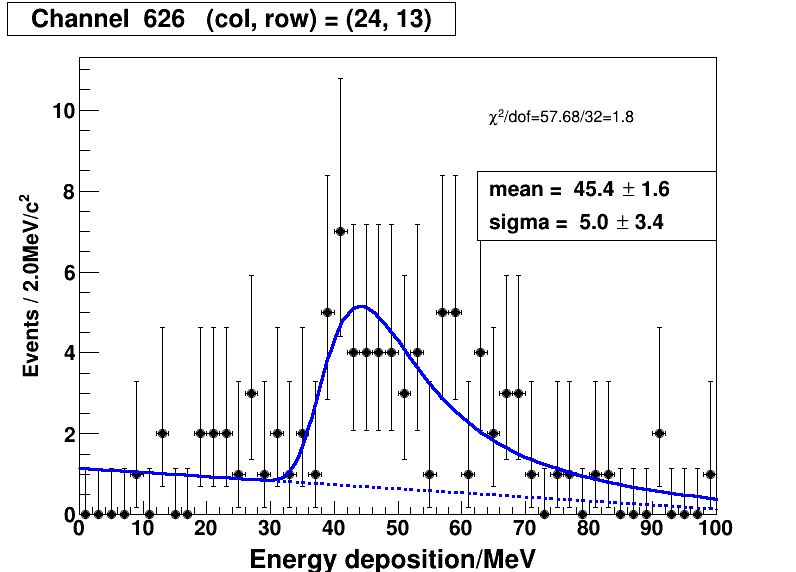 Channel 626 (col, row) = (24, 13)
χ²/dof=57.68/32=1.8
mean = 45.4 ± 1.6
sigma = 5.0 ± 3.4
Events / 2.0MeV/c²
10
8
6
4
2
0
0 10 20 30 40 50 60 70 80 90 100
Energy deposition/MeV